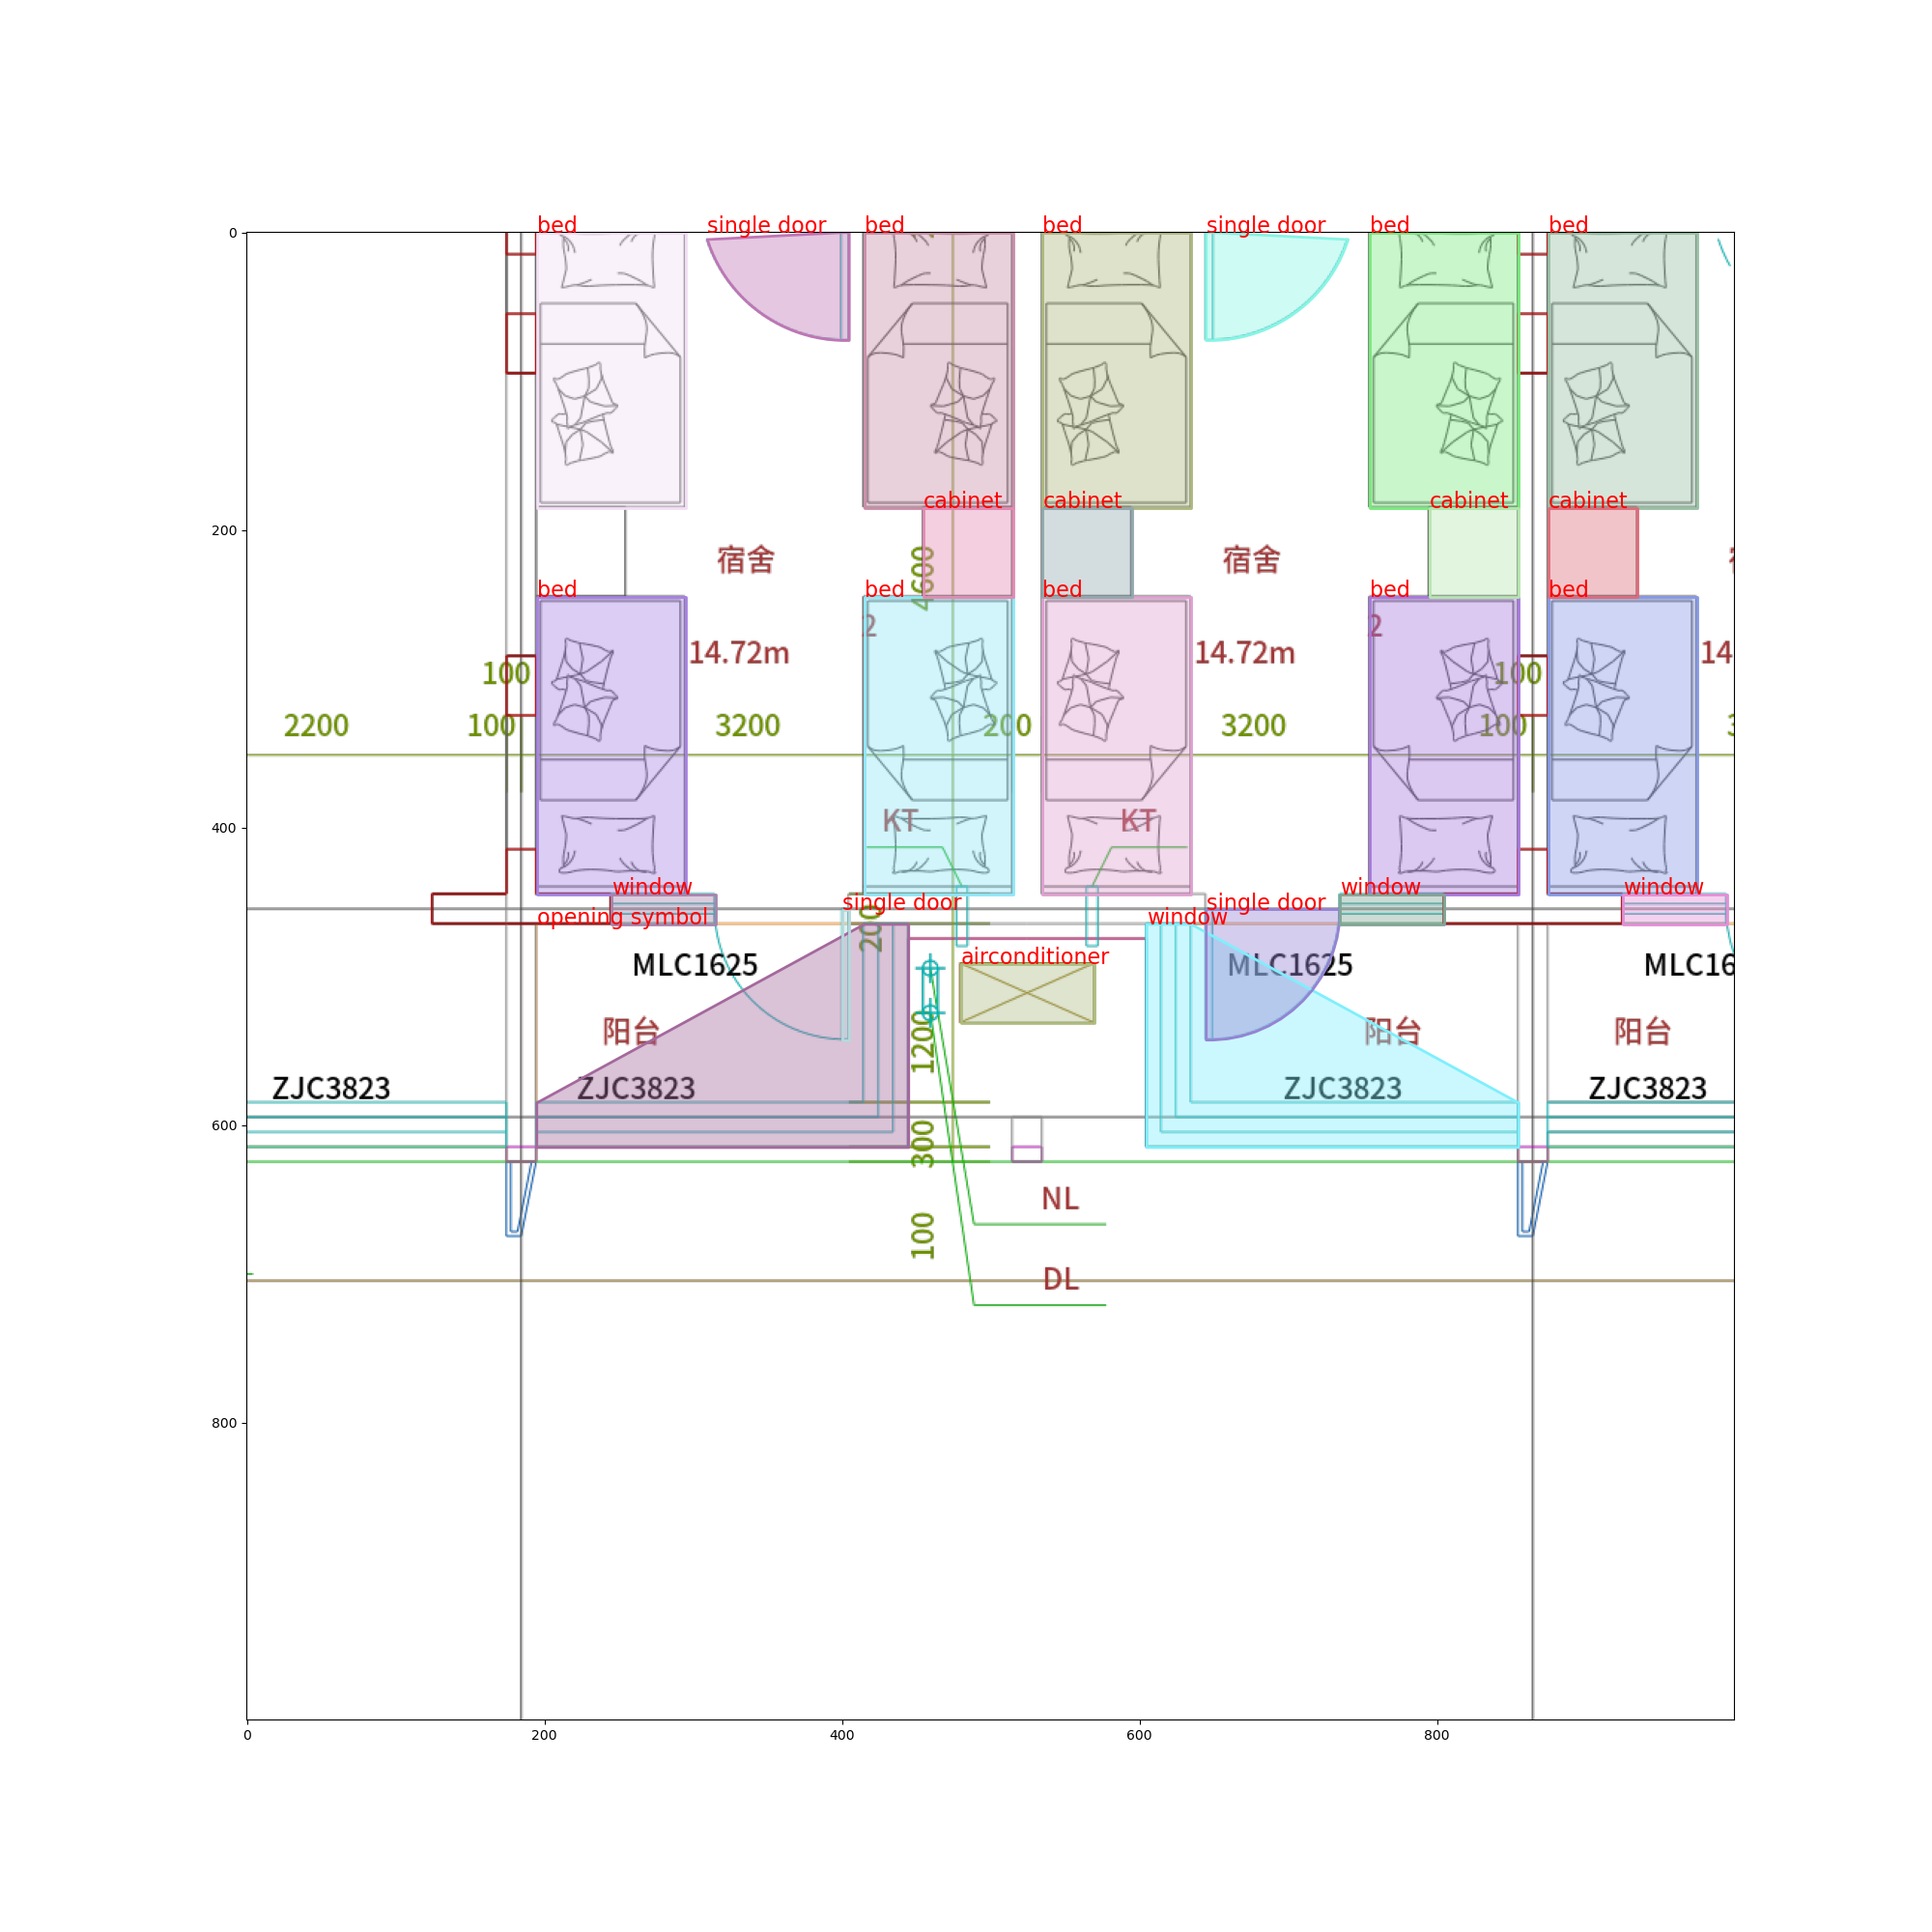 bed
single door
bed
bed
single door
bed
bed
cabinet
cabinet
cabinet
cabinet
宿舍
4600
宿舍
bed
bed
bed
bed
bed
2
2
14.72m
14.72m
14
100
100
2200
100
3200
200
3200
100
KT
KT
window
window
window
opening symbol
single door
window
single door
200
MLC1625
airconditioner
MLC1625
MLC16
阳台
1200
阳台
阳台
ZJC3823
ZJC3823
ZJC3823
ZJC3823
300
NL
100
DL
0
200
400
600
800
0
200
400
600
800